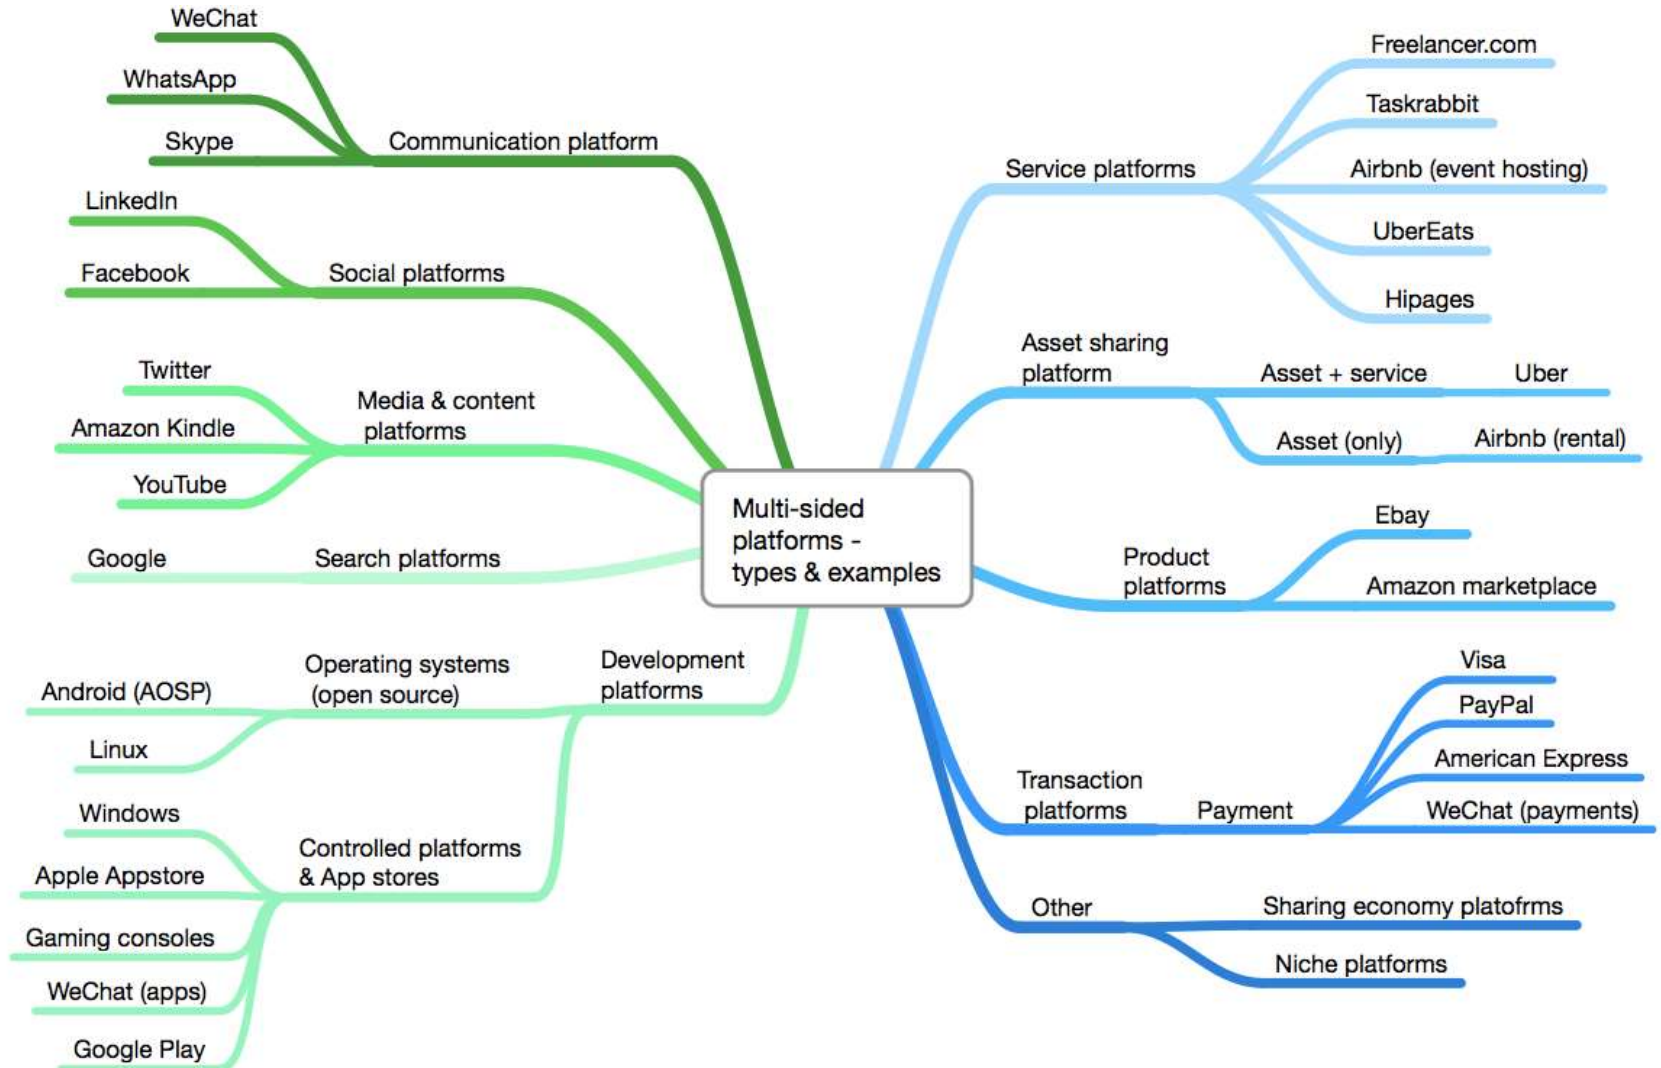 WeChat
WhatsApp
Skype
Communication platform
LinkedIn
Facebook
Social platforms
Twitter
Amazon Kindle
YouTube
Media & content
platforms
Google
Search platforms
Android (AOSP)
Linux
Operating systems
(open source)
Development
platforms
Windows
Apple Appstore
Gaming consoles
WeChat (apps)
Google Play
Controlled platforms
& App stores
Multi-sided
platforms -
types & examples
Service platforms
Freelancer.com
Taskrabbit
Airbnb (event hosting)
UberEats
Hipages
Asset sharing
platform
Asset + service
Uber
Asset (only)
Airbnb (rental)
Product
platforms
Ebay
Amazon marketplace
Transaction
platforms
Payment
Visa
PayPal
American Express
WeChat (payments)
Other
Sharing economy platofrms
Niche platforms